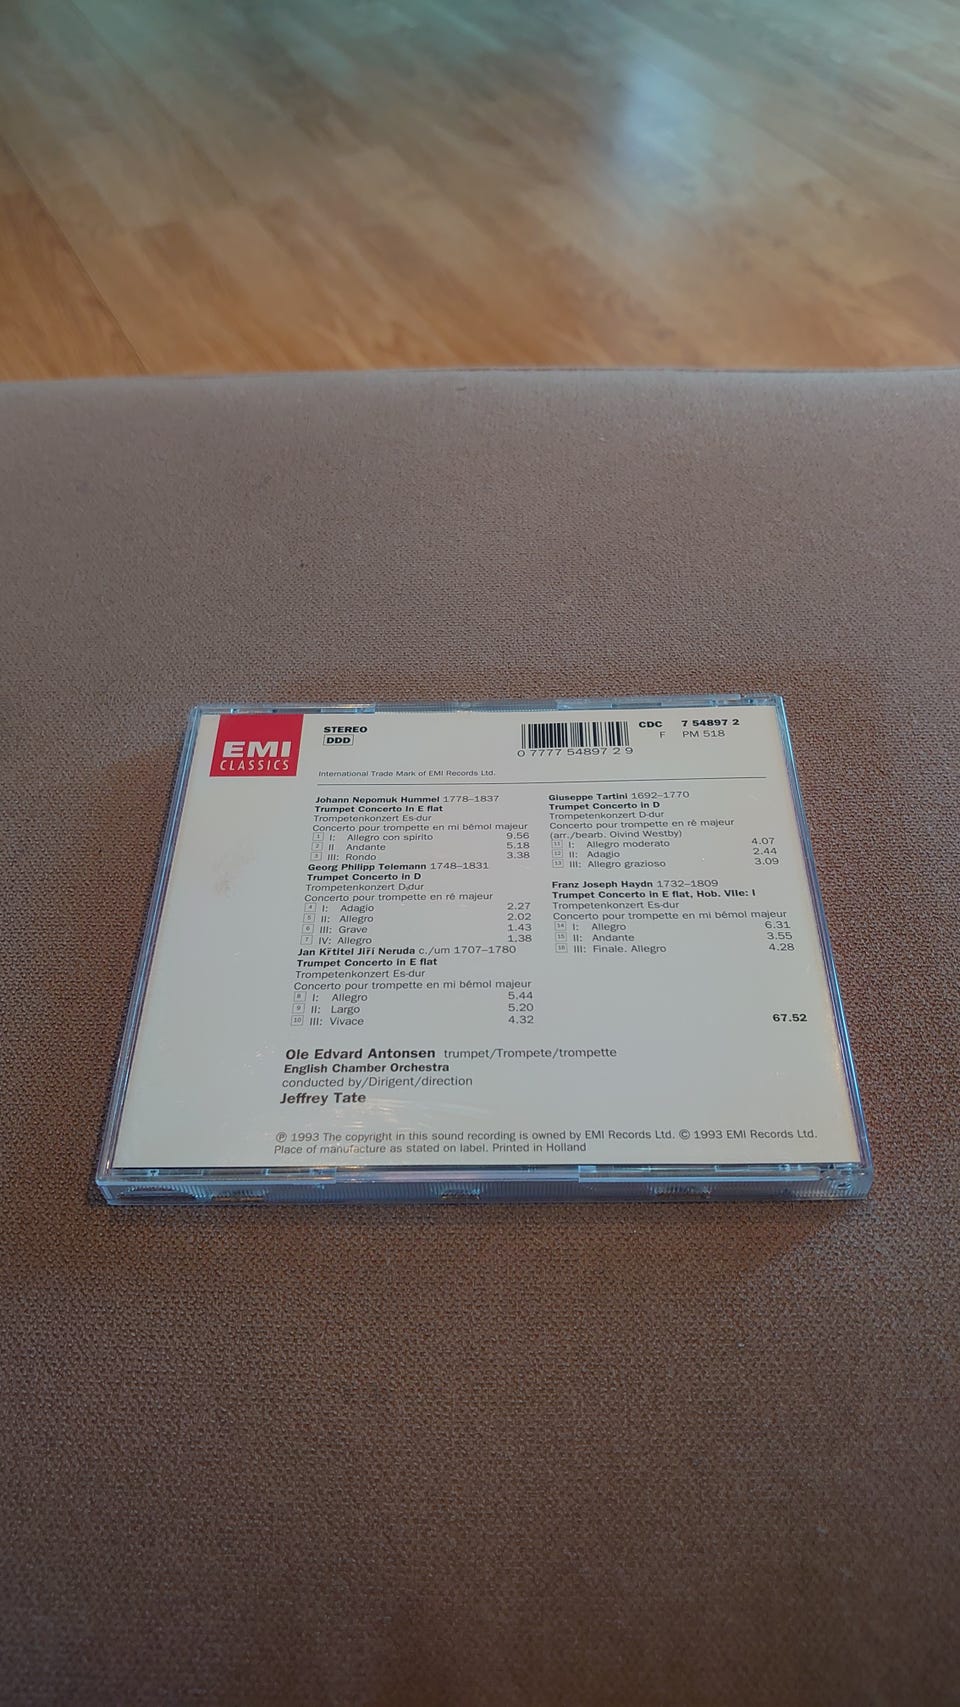 EMI
CLASSICS
STEREO
DDD
0 7777 54897 2 9
CDC 7 54897 2
F PM 518
International Trade Mark of EMI Records Ltd.
Johann Nepomuk Hummel 1778–1837
Trumpet Concerto in E flat
Trompetenkonzert Es-dur
Concerto pour trompette en mi bémol majeur
1 I: Allegro con spirito 9.56
2 II Andante 5.18
3 III: Rondo 3.38
Georg Philipp Telemann 1748–1831
Trumpet Concerto in D
Trompetenkonzert D-dur
Concerto pour trompette en ré majeur
4 I: Adagio 2.27
5 II: Allegro 2.02
6 III: Grave 1.43
7 IV: Allegro 1.38
Jan Křtitel Jiří Neruda c./um 1707–1780
Trumpet Concerto in E flat
Trompetenkonzert Es-dur
Concerto pour trompette en mi bémol majeur
8 I: Allegro 5.44
9 II: Largo 5.20
10 III: Vivace 4.32
Giuseppe Tartini 1692–1770
Trumpet Concerto in D
Trompetenkonzert D-dur
Concerto pour trompette en ré majeur
(arr./bearb. Oivind Westby)
11 I: Allegro moderato 4.07
12 II: Adagio 2.44
13 III: Allegro grazioso 3.09
Franz Joseph Haydn 1732–1809
Trumpet Concerto in E flat, Hob. VIIe: I
Trompetenkonzert Es-dur
Concerto pour trompette en mi bémol majeur
14 I: Allegro 6.31
15 II: Andante 3.55
16 III: Finale. Allegro 4.28
67.52
Ole Edvard Antonsen trumpet/Trompete/trompette
English Chamber Orchestra
conducted by/Dirigent/direction
Jeffrey Tate
℗ 1993 The copyright in this sound recording is owned by EMI Records Ltd. © 1993 EMI Records Ltd.
Place of manufacture as stated on label. Printed in Holland